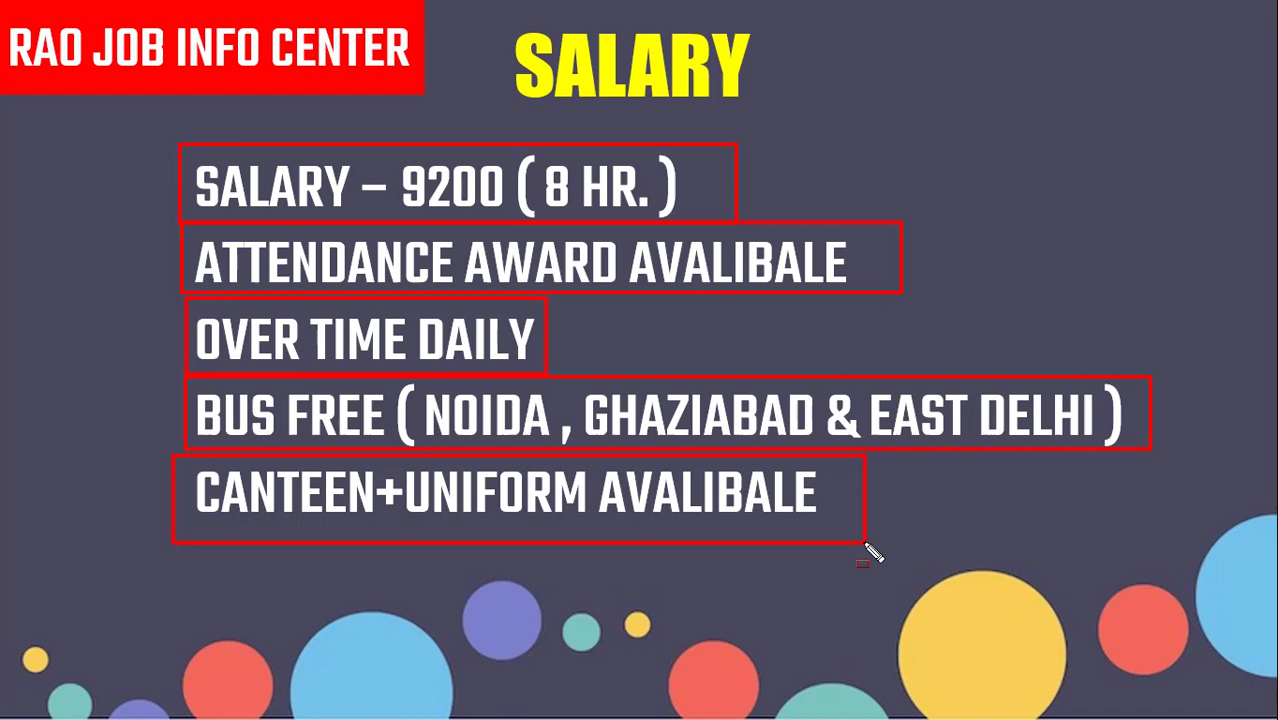 RAO JOB INFO CENTER
SALARY
SALARY – 9200 ( 8 HR. )
ATTENDANCE AWARD AVALIBALE
OVER TIME DAILY
BUS FREE ( NOIDA , GHAZIABAD & EAST DELHI )
CANTEEN+UNIFORM AVALIBALE